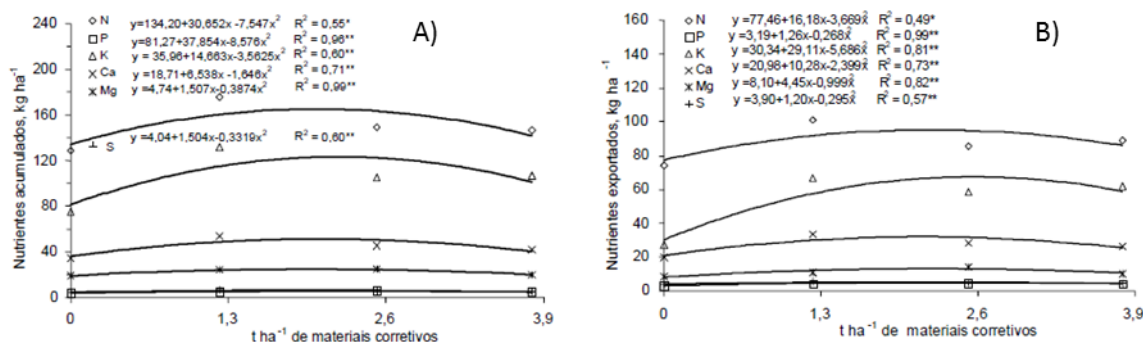 A)
240
200
160
120
80
40
0
Nutrientes acumulados, kg ha⁻¹
N y=134,20+30,652x -7,547x² R² = 0,55*
P y=81,27+37,854x-8,576x² R² = 0,96**
K y = 35,96+14,663x-3,5625x² R² = 0,60**
Ca y =18,71+6,538x -1,646x² R² = 0,71**
Mg y=4,74+1,507x-0,3874x² R² = 0,99**
S y =4,04+1,504x-0,3319x² R² = 0,60**
0 1,3 2,6 3,9
t ha⁻¹ de materiais corretivos
B)
160
140
120
100
80
60
40
20
0
Nutrientes exportados, kg ha⁻¹
N y =77,46+16,18x-3,669x² R² = 0,49*
P y =3,19+1,26x-0,268x² R² = 0,99**
K y =30,34+29,11x-5,686x² R² = 0,81**
Ca y =20,98+10,28x-2,399x² R² = 0,73**
Mg y =8,10+4,45x-0,999x² R² = 0,82**
S y =3,90+1,20x-0,295x² R² = 0,57**
0 1,3 2,6 3,9
t ha⁻¹ de materiais corretivos